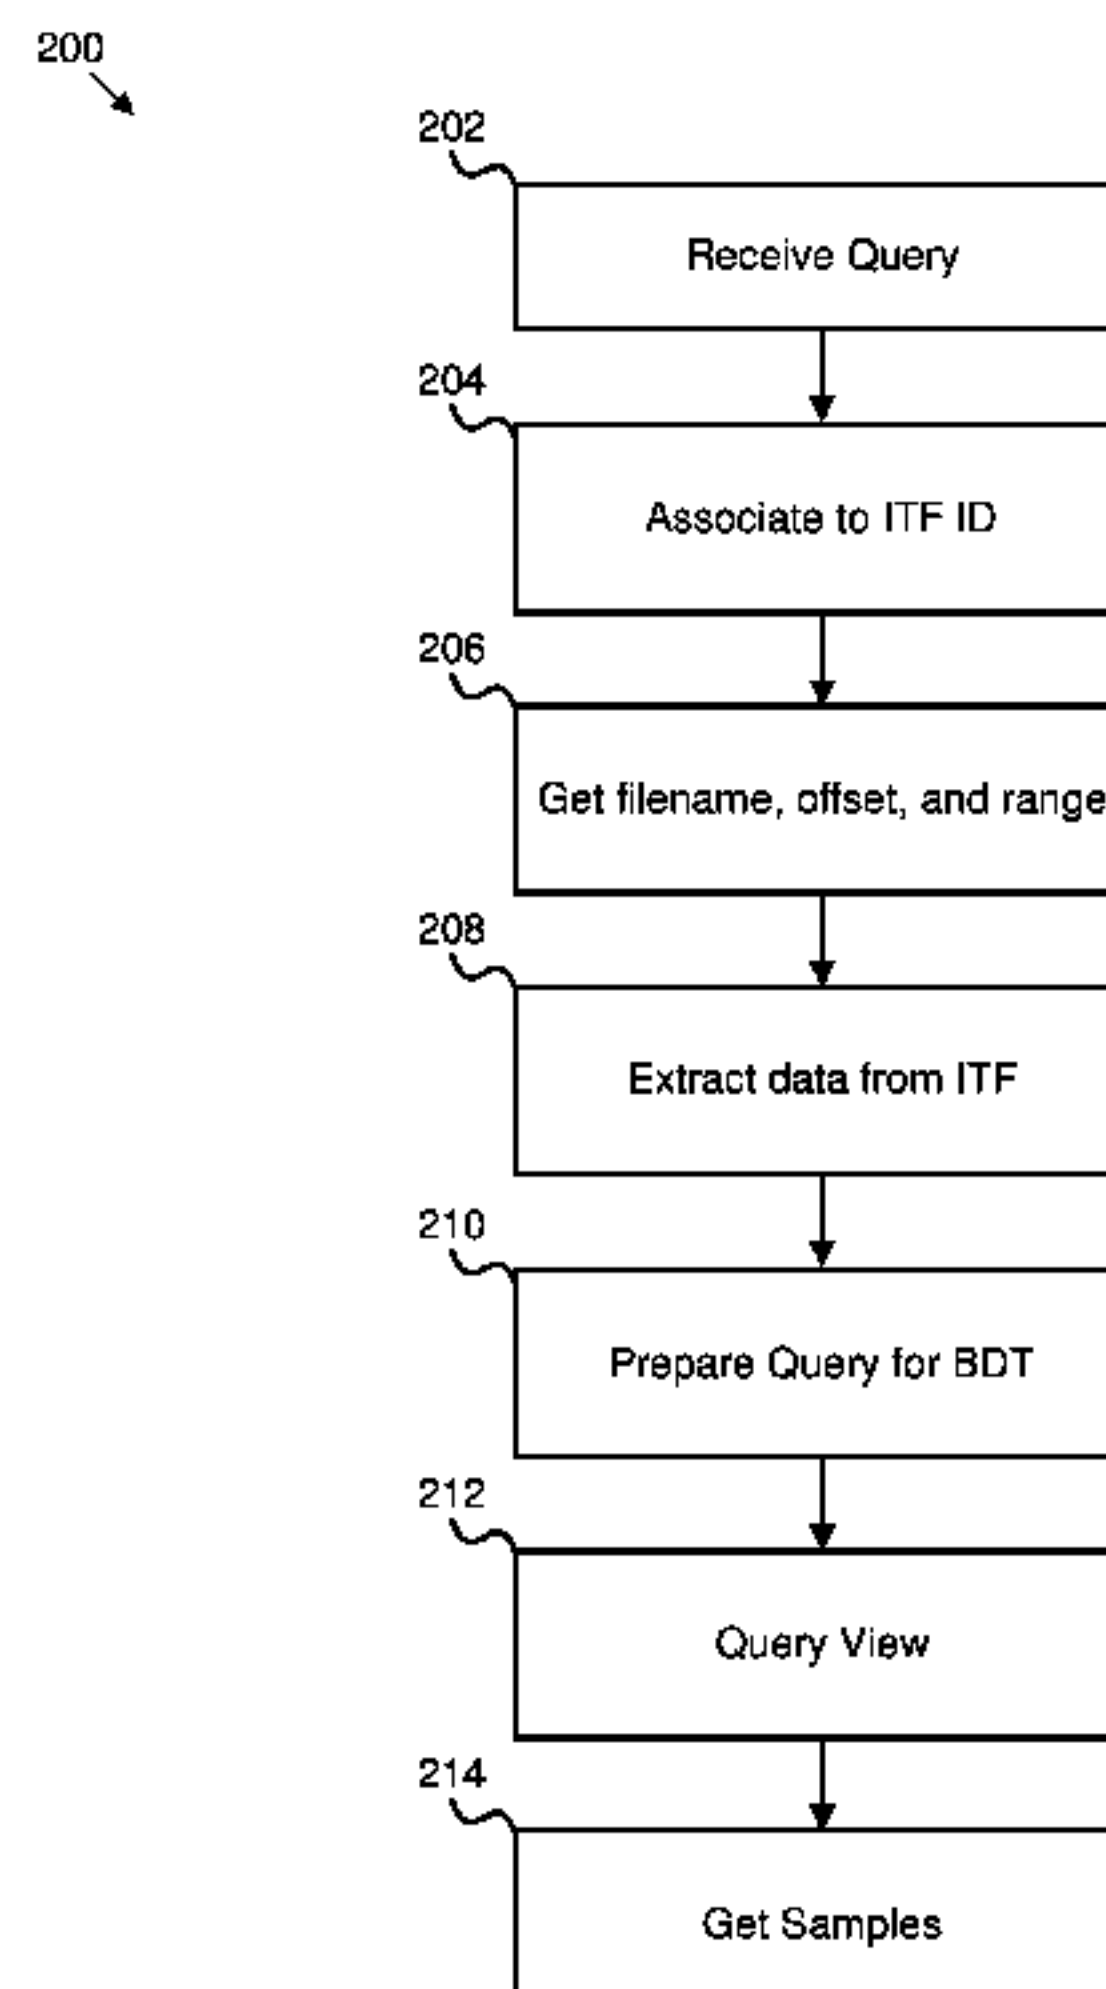 200
202
Receive Query
204
Associate to ITF ID
206
Get filename, offset, and range
208
Extract data from ITF
210
Prepare Query for BDT
212
Query View
214
Get Samples